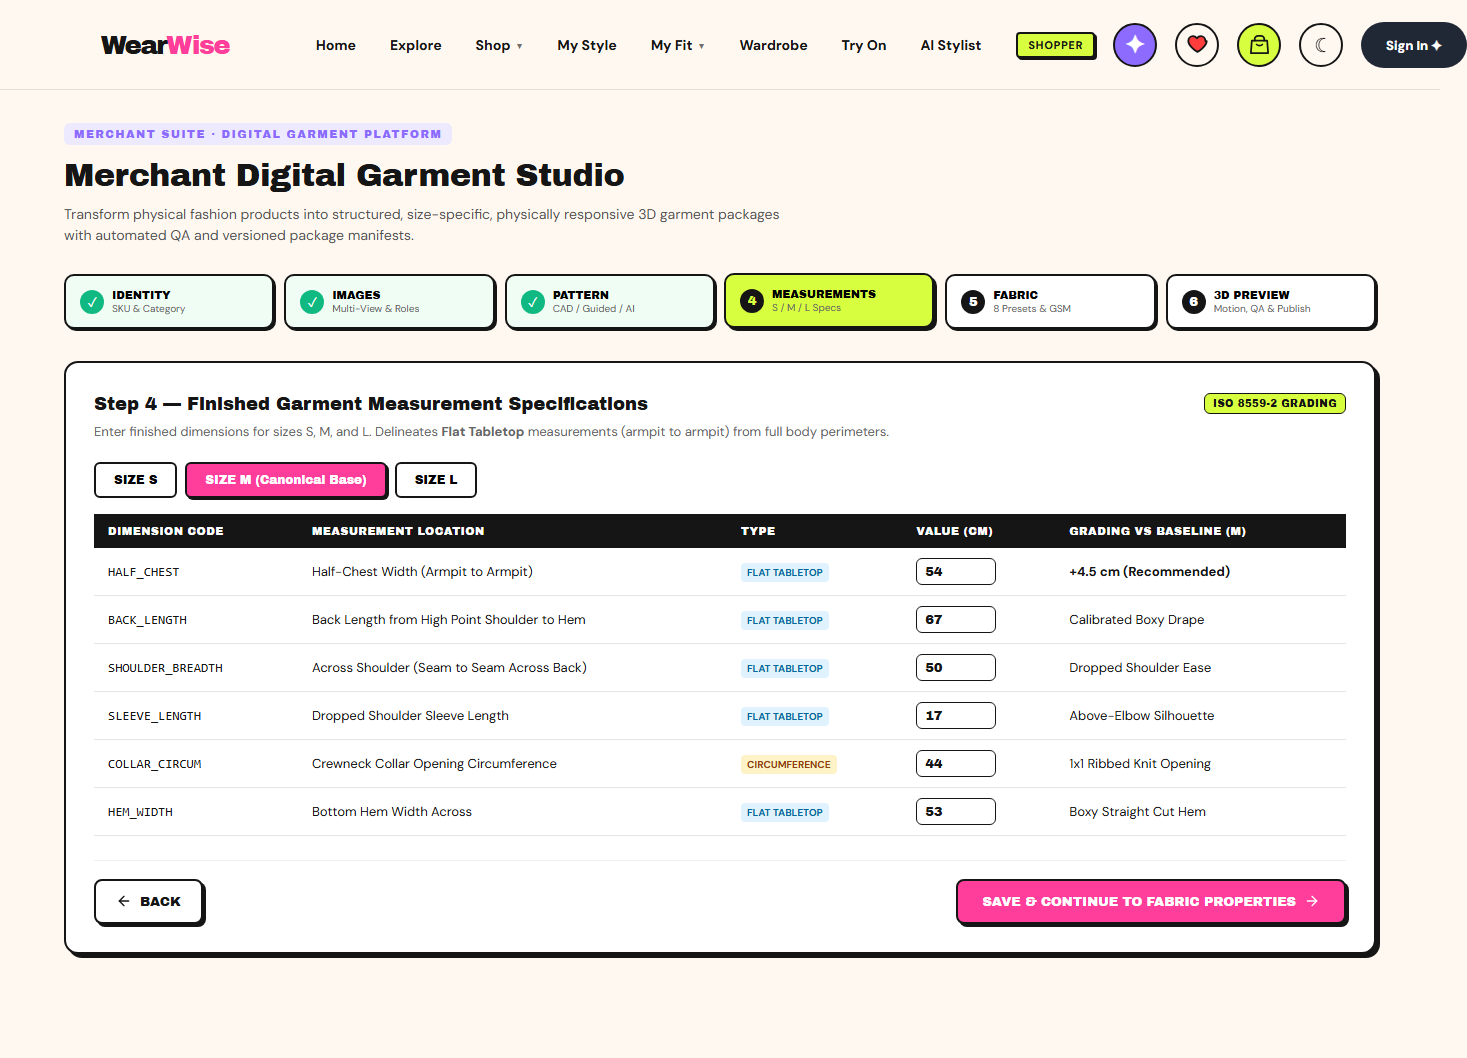 WearWise
Home Explore Shop ▼ My Style My Fit ▼ Wardrobe Try On AI Stylist SHOPPER Sign In ✦
MERCHANT SUITE · DIGITAL GARMENT PLATFORM
Merchant Digital Garment Studio
Transform physical fashion products into structured, size-specific, physically responsive 3D garment packages
with automated QA and versioned package manifests.
✓ IDENTITY
SKU & Category
✓ IMAGES
Multi-View & Roles
✓ PATTERN
CAD / Guided / AI
4 MEASUREMENTS
S / M / L Specs
5 FABRIC
8 Presets & GSM
6 3D PREVIEW
Motion, QA & Publish
Step 4 — Finished Garment Measurement Specifications
ISO 8559-2 GRADING
Enter finished dimensions for sizes S, M, and L. Delineates Flat Tabletop measurements (armpit to armpit) from full body perimeters.
SIZE S SIZE M (Canonical Base) SIZE L
DIMENSION CODE MEASUREMENT LOCATION TYPE VALUE (CM) GRADING VS BASELINE (M)
HALF_CHEST Half-Chest Width (Armpit to Armpit) FLAT TABLETOP 54 +4.5 cm (Recommended)
BACK_LENGTH Back Length from High Point Shoulder to Hem FLAT TABLETOP 67 Calibrated Boxy Drape
SHOULDER_BREADTH Across Shoulder (Seam to Seam Across Back) FLAT TABLETOP 50 Dropped Shoulder Ease
SLEEVE_LENGTH Dropped Shoulder Sleeve Length FLAT TABLETOP 17 Above-Elbow Silhouette
COLLAR_CIRCUM Crewneck Collar Opening Circumference CIRCUMFERENCE 44 1x1 Ribbed Knit Opening
HEM_WIDTH Bottom Hem Width Across FLAT TABLETOP 53 Boxy Straight Cut Hem
← BACK
SAVE & CONTINUE TO FABRIC PROPERTIES →